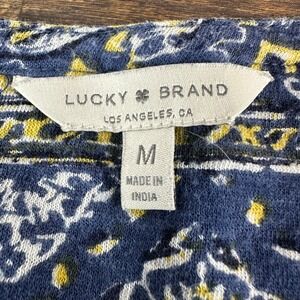 LUCKY ☘ BRAND
LOS ANGELES, CA
M
MADE IN
INDIA